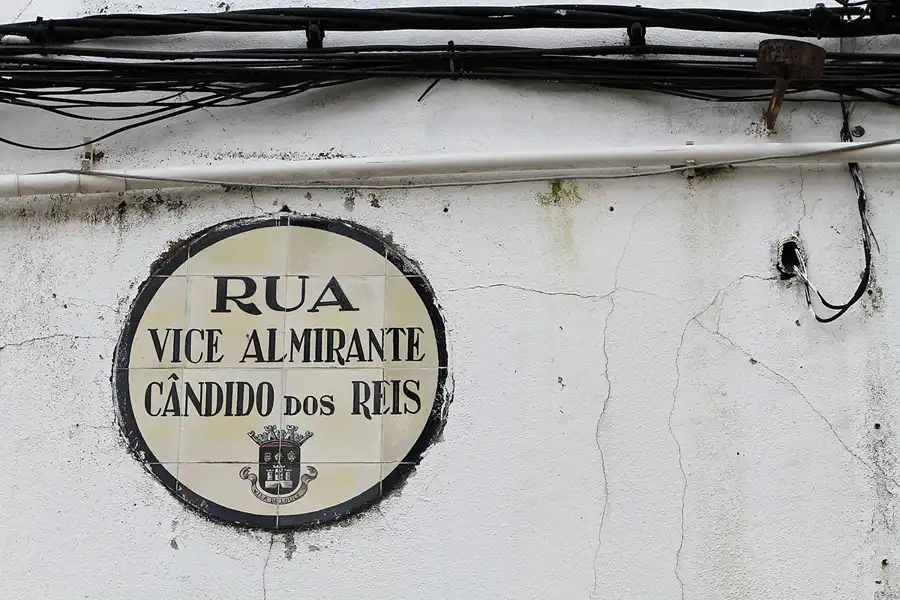 RUA
VICE ALMIRANTE
CÂNDIDO DOS REIS